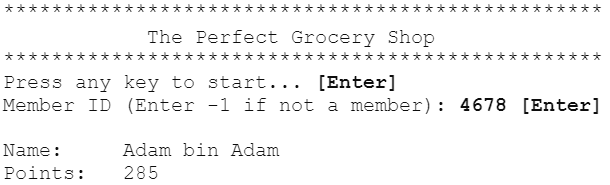 **************************************************
The Perfect Grocery Shop
**************************************************
Press any key to start... [Enter]
Member ID (Enter -1 if not a member): 4678 [Enter]
Name: Adam bin Adam
Points: 285